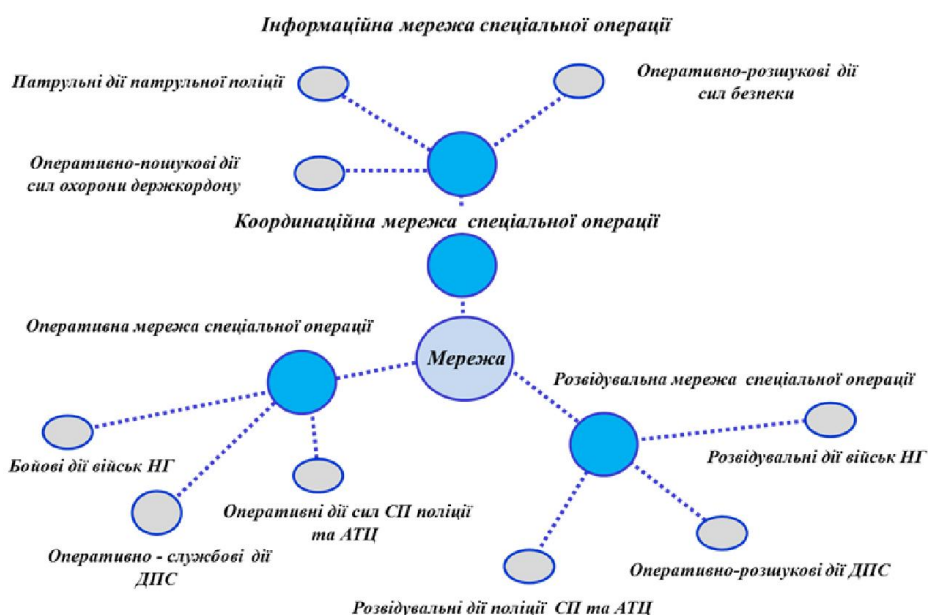 Інформаційна мережа спеціальної операції
Патрульні дії патрульної поліції
Оперативно-розшукові дії
сил безпеки
Оперативно-пошукові дії
сил охорони держкордону
Координаційна мережа спеціальної операції
Оперативна мережа спеціальної операції
Мережа
Розвідувальна мережа спеціальної операції
Бойові дії військ НГ
Розвідувальні дії військ НГ
Оперативні дії сил СП поліції
та АТЦ
Оперативно - службові дії
ДПС
Оперативно-розшукові дії ДПС
Розвідувальні дії поліції СП та АТЦ